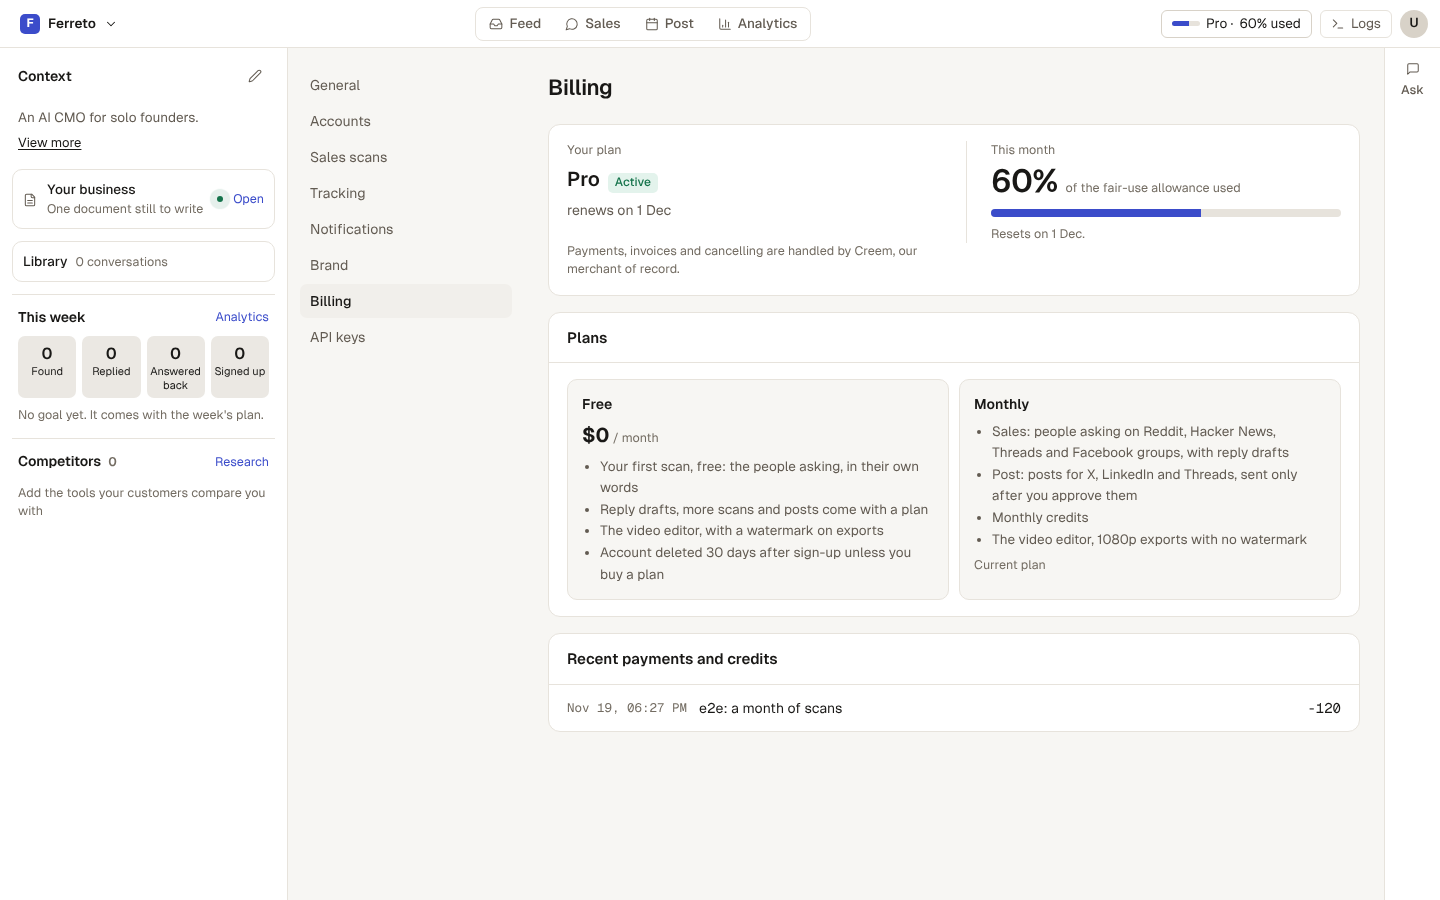 F Ferreto
Feed
Sales
Post
Analytics
Pro · 60% used
Logs
U
Context
An AI CMO for solo founders.
View more
Your business
One document still to write
Open
Library 0 conversations
This week
Analytics
0 Found
0 Replied
0 Answered back
0 Signed up
No goal yet. It comes with the week's plan.
Competitors 0
Research
Add the tools your customers compare you
with
General
Accounts
Sales scans
Tracking
Notifications
Brand
Billing
API keys
Billing
Your plan
Pro Active
renews on 1 Dec
Payments, invoices and cancelling are handled by Creem, our
merchant of record.
This month
60% of the fair-use allowance used
Resets on 1 Dec.
Plans
Free
$0 / month
• Your first scan, free: the people asking, in their own
words
• Reply drafts, more scans and posts come with a plan
• The video editor, with a watermark on exports
• Account deleted 30 days after sign-up unless you
buy a plan
Monthly
• Sales: people asking on Reddit, Hacker News,
Threads and Facebook groups, with reply drafts
• Post: posts for X, LinkedIn and Threads, sent only
after you approve them
• Monthly credits
• The video editor, 1080p exports with no watermark
Current plan
Recent payments and credits
Nov 19, 06:27 PM e2e: a month of scans -120
Ask